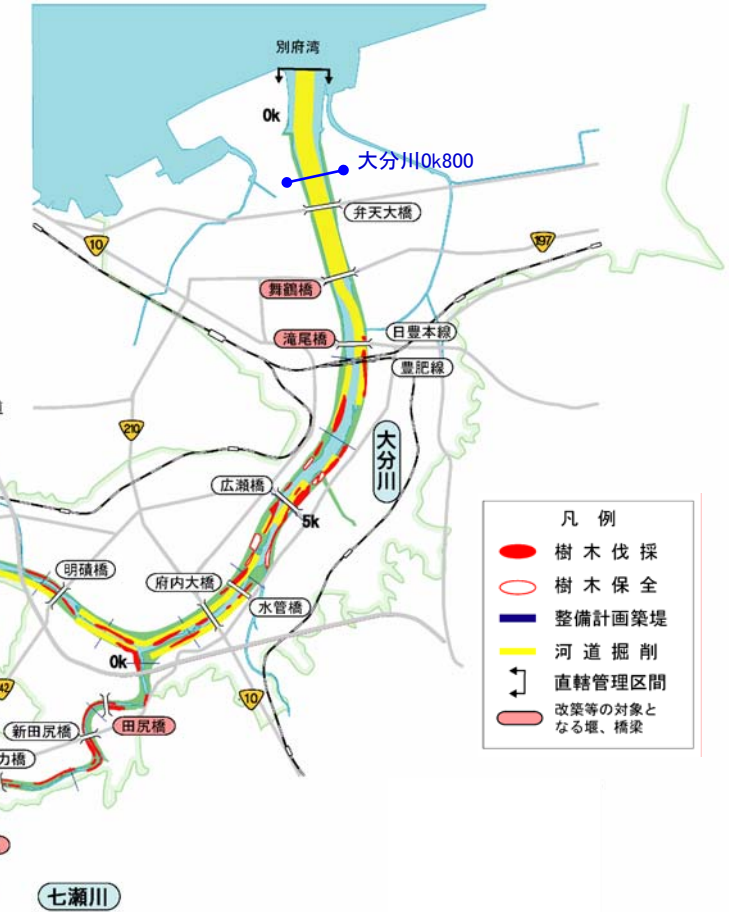 別府湾
0k
大分川0k800
弁天大橋
10
197
舞鶴橋
滝尾橋
日豊本線
豊肥線
210
大分川
広瀬橋
5k
明磧橋
府内大橋
水管橋
0k
10
42
新田尻橋
田尻橋
力橋
七瀬川
凡 例
樹 木 伐 採
樹 木 保 全
整備計画築堤
河 道 掘 削
直轄管理区間
改築等の対象と
なる堰、橋梁